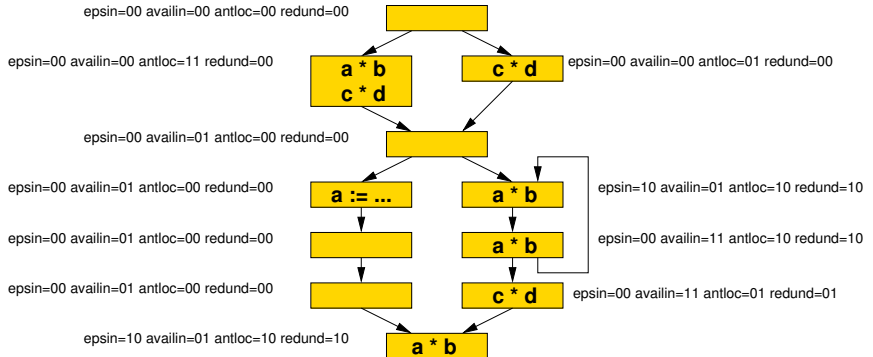 epsin=00 availin=00 antloc=00 redund=00
epsin=00 availin=00 antloc=11 redund=00
a * b
c * d
c * d
epsin=00 availin=00 antloc=01 redund=00
epsin=00 availin=01 antloc=00 redund=00
epsin=00 availin=01 antloc=00 redund=00
a := ...
a * b
epsin=10 availin=01 antloc=10 redund=10
epsin=00 availin=01 antloc=00 redund=00
a * b
epsin=00 availin=11 antloc=10 redund=10
epsin=00 availin=01 antloc=00 redund=00
c * d
epsin=00 availin=11 antloc=01 redund=01
epsin=10 availin=01 antloc=10 redund=10
a * b